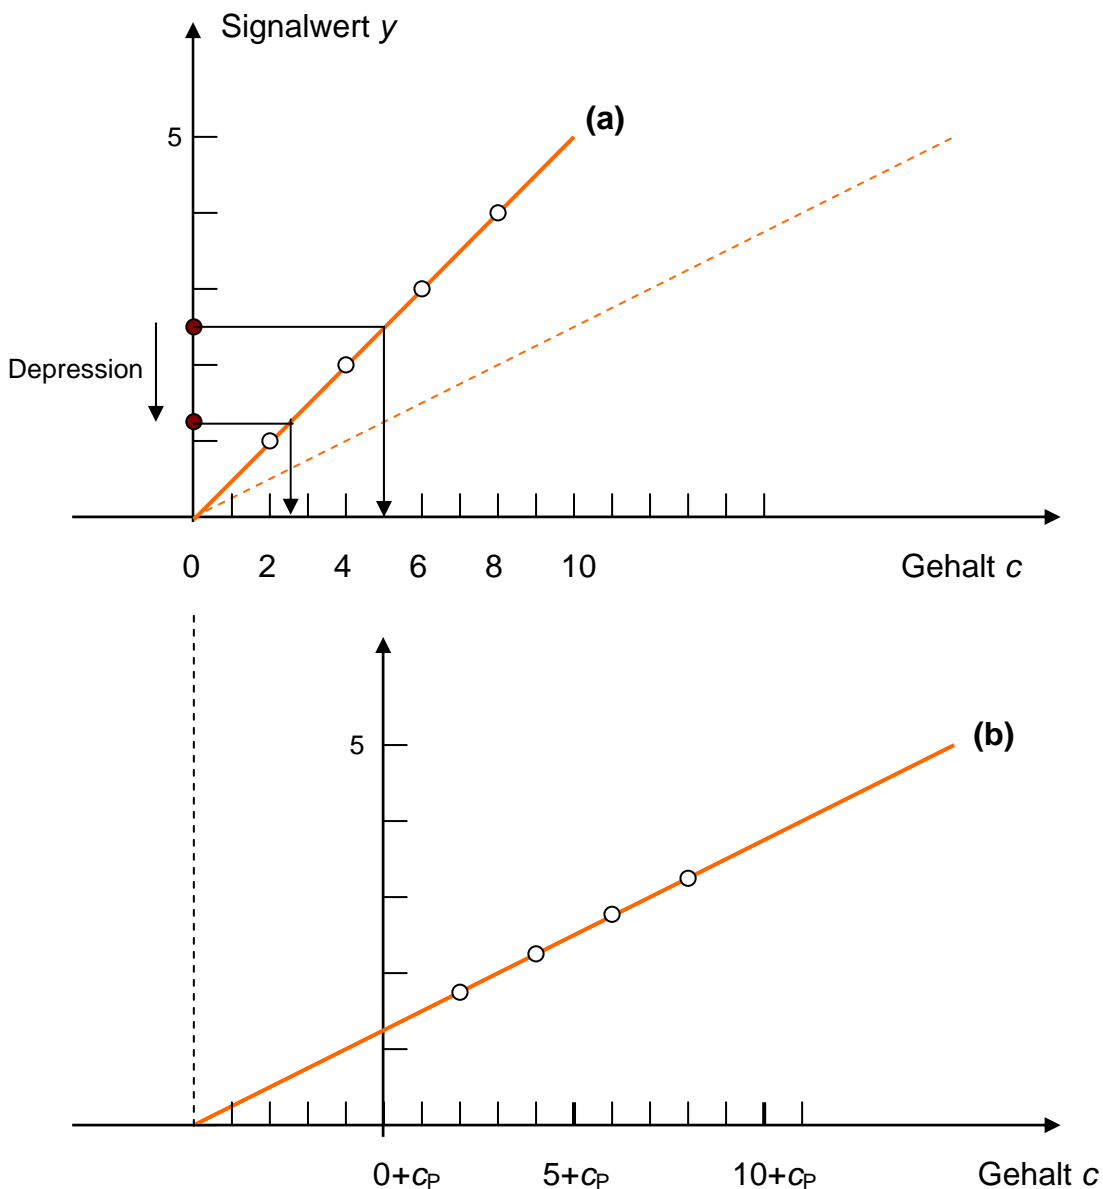 Signalwert y
(a)
5
Depression
0 2 4 6 8 10 Gehalt c
5
(b)
0+cP 5+cP 10+cP Gehalt c